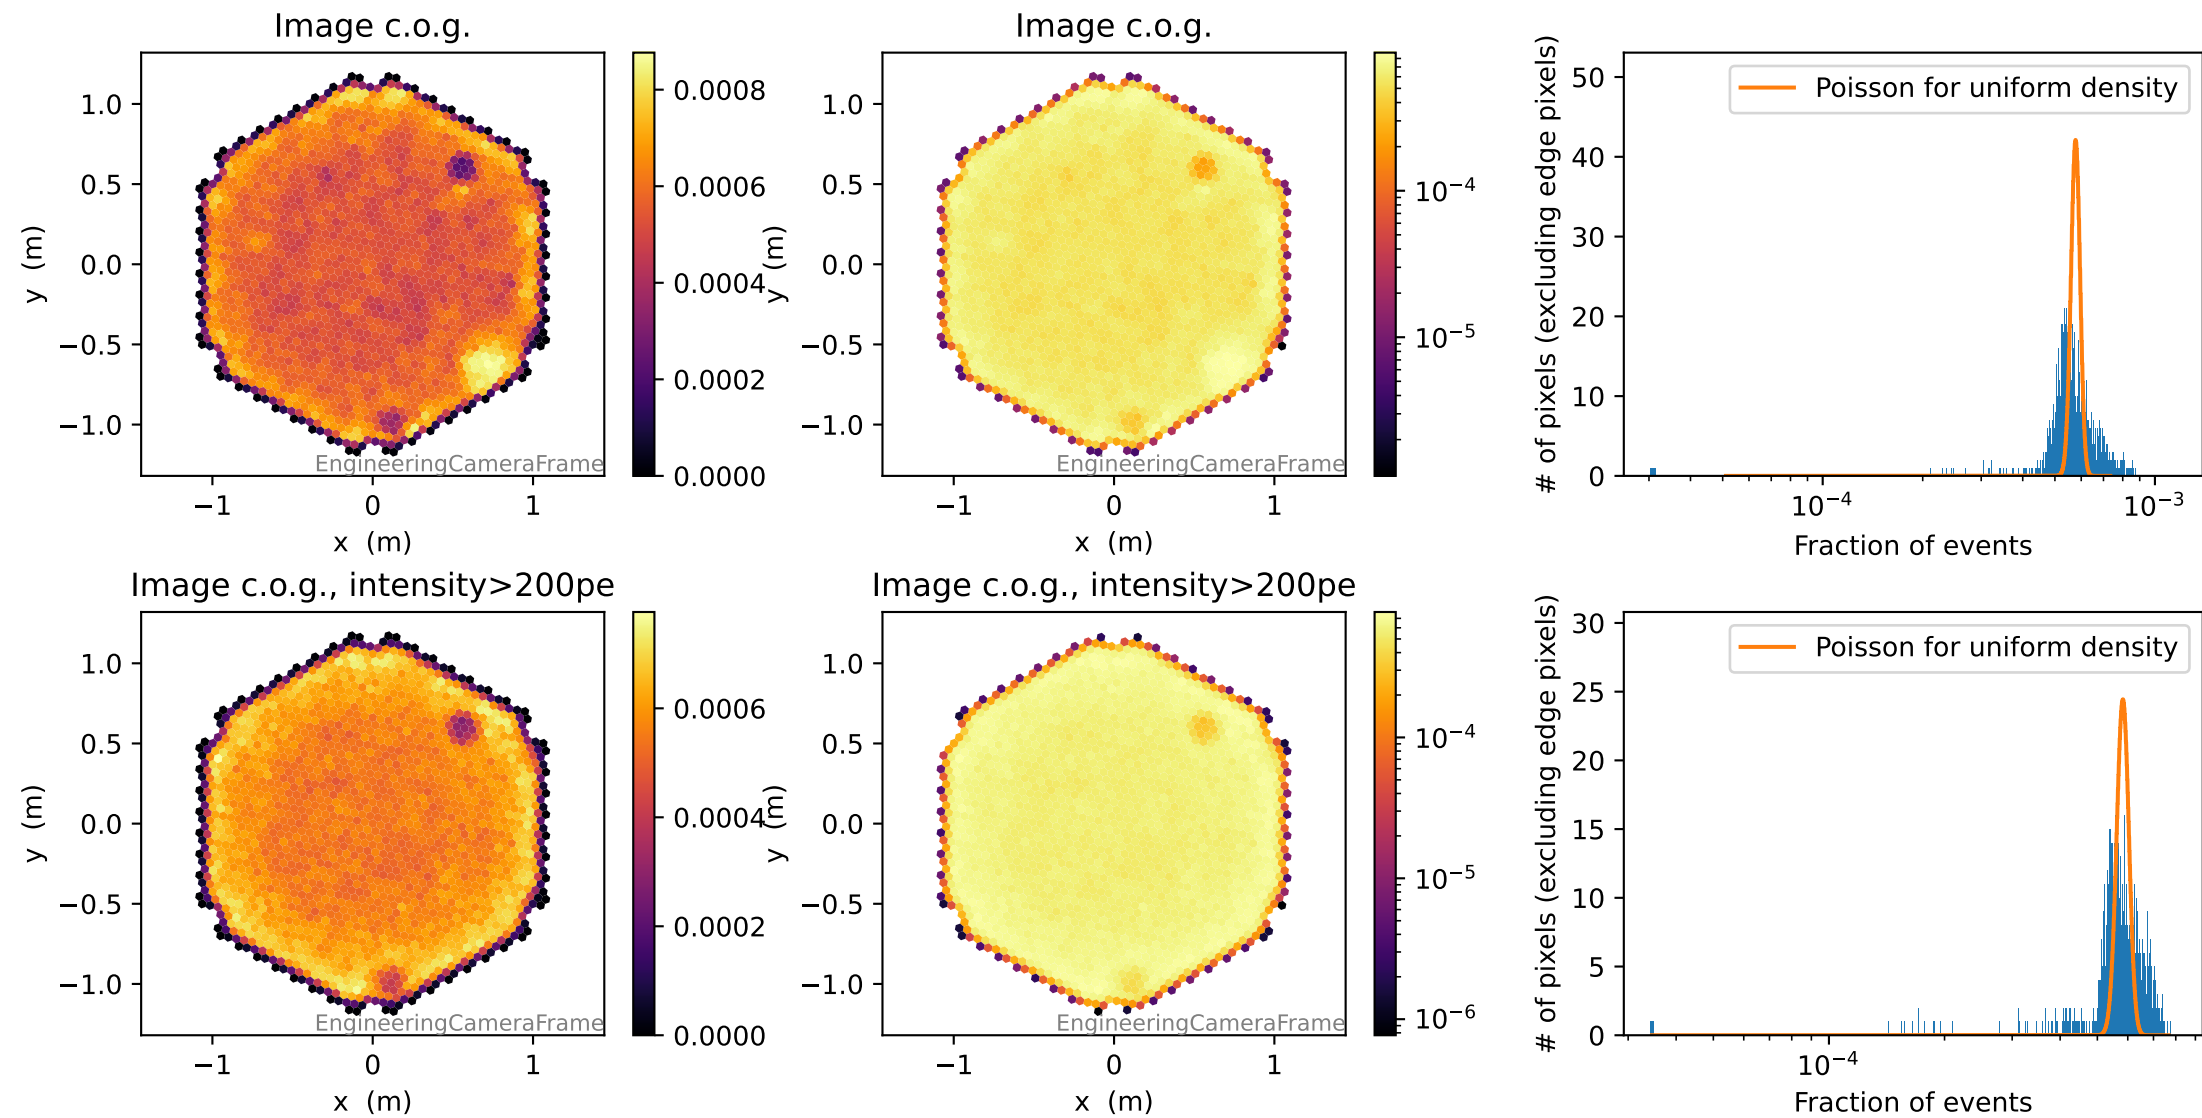 Image c.o.g.
1.0
0.5
0.0
−0.5
−1.0
y (m)
−1
0
1
x (m)
EngineeringCameraFrame
0.0008
0.0006
0.0004
0.0002
0.0000
Image c.o.g.
1.0
0.5
0.0
−0.5
−1.0
y (m)
−1
0
1
x (m)
EngineeringCameraFrame
10⁻⁴
10⁻⁵
Poisson for uniform density
50
40
30
20
10
0
# of pixels (excluding edge pixels)
10⁻⁴
10⁻³
Fraction of events
Image c.o.g., intensity>200pe
1.0
0.5
0.0
−0.5
−1.0
y (m)
−1
0
1
x (m)
EngineeringCameraFrame
0.0006
0.0004
0.0002
0.0000
Image c.o.g., intensity>200pe
1.0
0.5
0.0
−0.5
−1.0
y (m)
−1
0
1
x (m)
EngineeringCameraFrame
10⁻⁴
10⁻⁵
10⁻⁶
Poisson for uniform density
30
25
20
15
10
5
0
# of pixels (excluding edge pixels)
10⁻⁴
Fraction of events